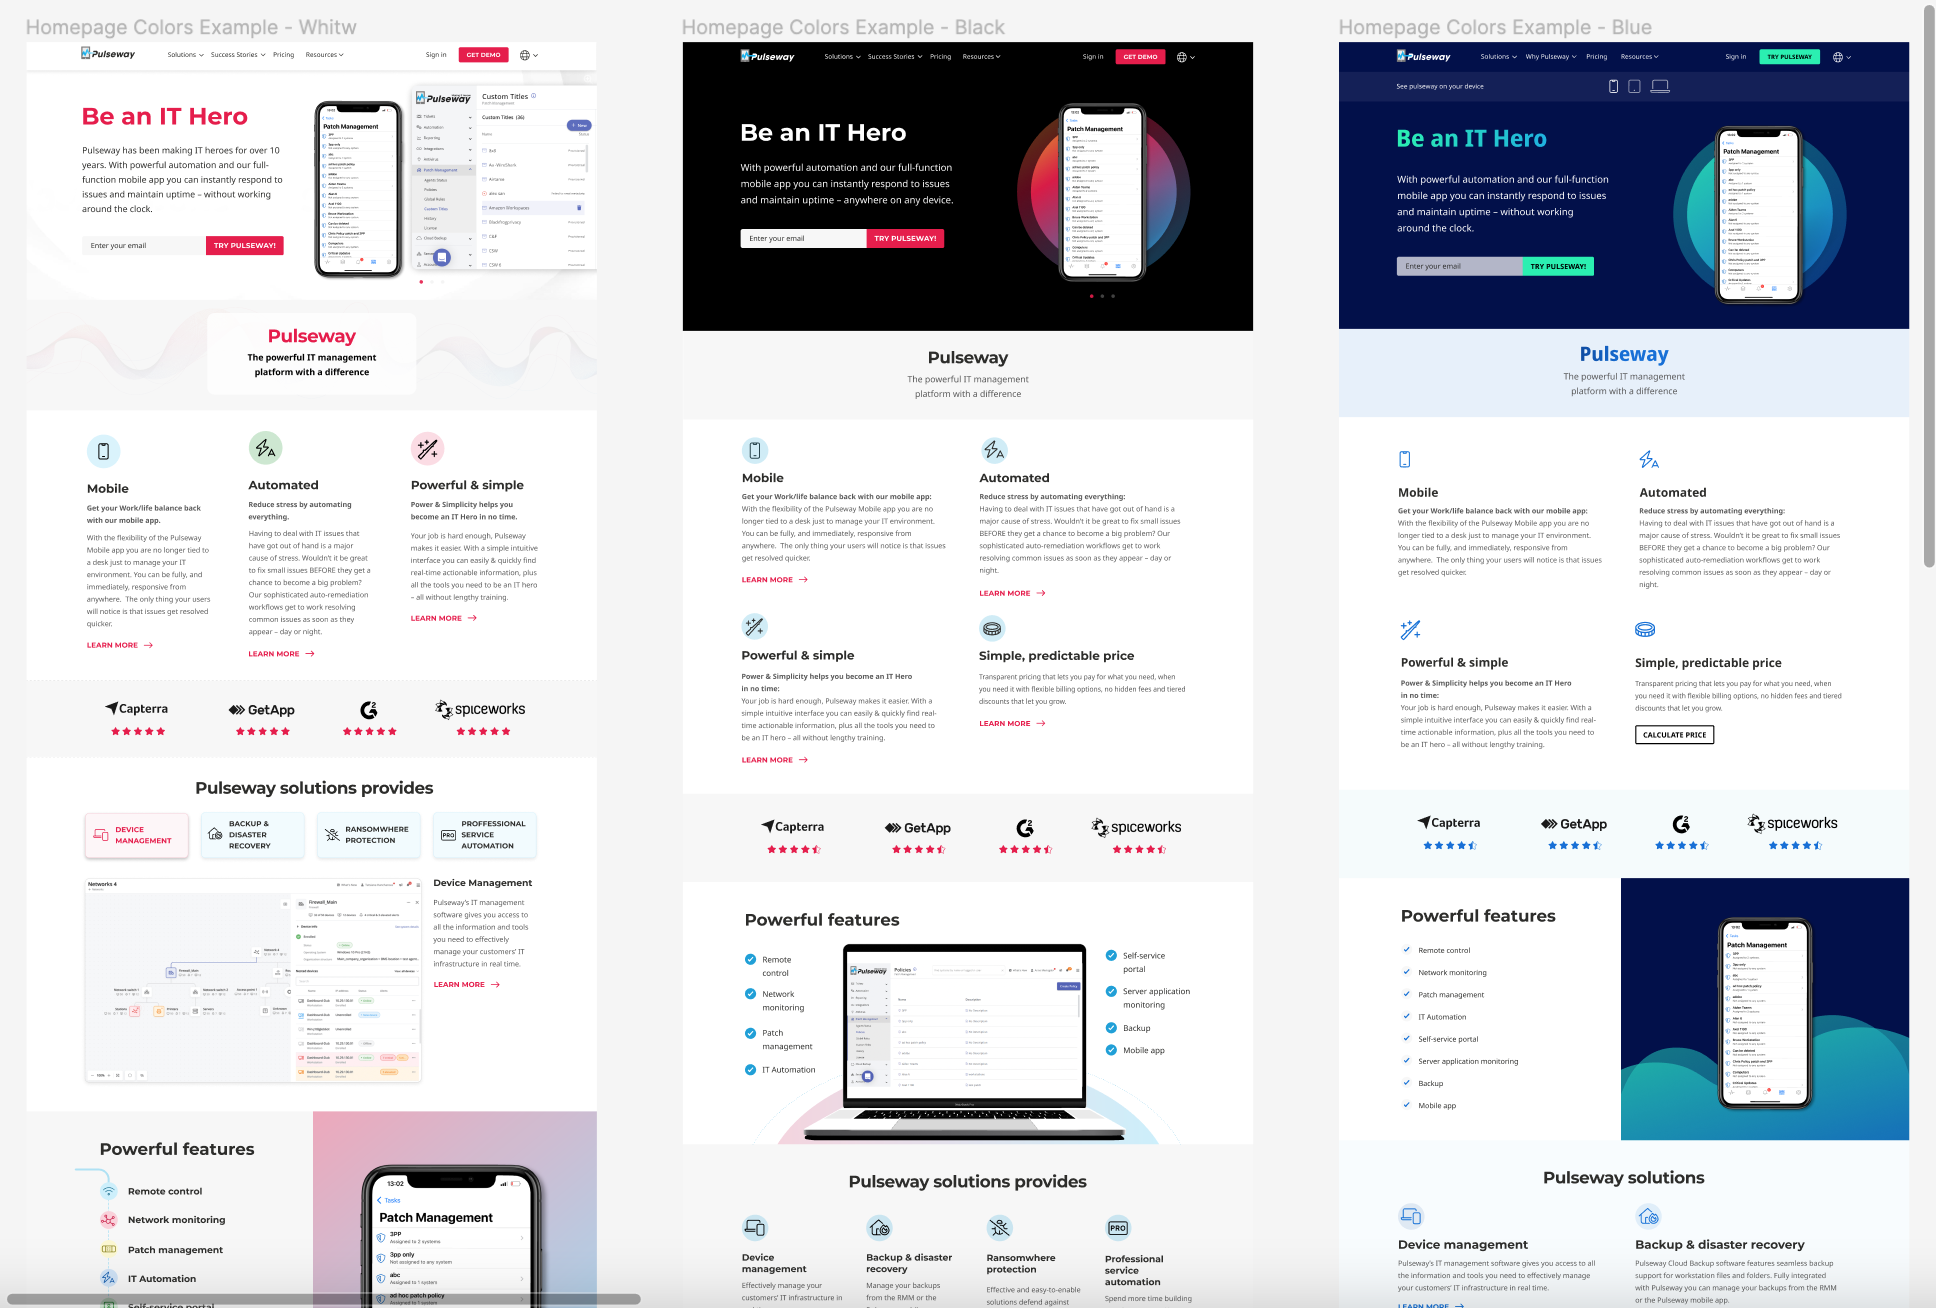 Homepage Colors Example - Whitw
Pulseway
Solutions
Success Stories
Pricing
Resources
Sign in
GET DEMO
Be an IT Hero
Pulseway has been making IT heroes for over 10
years. With powerful automation and our full-
function mobile app you can instantly respond to
issues and maintain uptime – without working
around the clock.
Enter your email
TRY PULSEWAY!
Patch Management
Pulseway
Custom Titles
Custom Titles (36)
+ New
Name
Amazon Workspaces
Pulseway
The powerful IT management
platform with a difference
Mobile
Get your Work/life balance back
with our mobile app.
With the flexibility of the Pulseway
Mobile app you are no longer tied to
a desk just to manage your IT
environment. You can be fully, and
immediately, responsive from
anywhere. The only thing your users
will notice is that issues get resolved
quicker.
LEARN MORE
Automated
Reduce stress by automating
everything.
Having to deal with IT issues that
have got out of hand is a major
cause of stress. Wouldn't it be great
to fix small issues BEFORE they get a
chance to become a big problem?
Our sophisticated auto-remediation
workflows get to work resolving
common issues as soon as they
appear – day or night.
LEARN MORE
Powerful & simple
Power & Simplicity helps you
become an IT Hero in no time.
Your job is hard enough, Pulseway
makes it easier. With a simple intuitive
interface you can easily & quickly find
real-time actionable information, plus
all the tools you need to be an IT hero
– all without lengthy training.
LEARN MORE
Capterra
GetApp
G2
spiceworks
Pulseway solutions provides
DEVICE
MANAGEMENT
BACKUP &
DISASTER
RECOVERY
RANSOMWHERE
PROTECTION
PRO
PROFFESSIONAL
SERVICE
AUTOMATION
Networks 4
Firewall_Main
Device Management
Pulseway's IT management
software gives you access to
all the information and tools
you need to effectively
manage your customers' IT
infrastructure in real time.
LEARN MORE
Powerful features
Remote control
Network monitoring
Patch management
IT Automation
Self-service portal
13:02
Tasks
Patch Management
3PP
Assigned to 2 systems
3pp only
Not assigned to any system
abc
Assigned to 1 system
ad hoc patch policy
Assigned to 1 system
Homepage Colors Example - Black
Pulseway
Solutions
Success Stories
Pricing
Resources
Sign in
GET DEMO
Be an IT Hero
With powerful automation and our full-function
mobile app you can instantly respond to issues
and maintain uptime – anywhere on any device.
Enter your email
TRY PULSEWAY!
Patch Management
Pulseway
The powerful IT management
platform with a difference
Mobile
Get your Work/life balance back with our mobile app:
With the flexibility of the Pulseway Mobile app you are no
longer tied to a desk just to manage your IT environment.
You can be fully, and immediately, responsive from
anywhere. The only thing your users will notice is that issues
get resolved quicker.
LEARN MORE
Automated
Reduce stress by automating everything:
Having to deal with IT issues that have got out of hand is a
major cause of stress. Wouldn't it be great to fix small issues
BEFORE they get a chance to become a big problem? Our
sophisticated auto-remediation workflows get to work
resolving common issues as soon as they appear – day or
night.
LEARN MORE
Powerful & simple
Power & Simplicity helps you become an IT Hero
in no time:
Your job is hard enough, Pulseway makes it easier. With a
simple intuitive interface you can easily & quickly find real-
time actionable information, plus all the tools you need to
be an IT hero – all without lengthy training.
LEARN MORE
Simple, predictable price
Transparent pricing that lets you pay for what you need, when
you need it with flexible billing options, no hidden fees and tiered
discounts that let you grow.
LEARN MORE
Capterra
GetApp
G2
spiceworks
Powerful features
Remote
control
Network
monitoring
Patch
management
IT Automation
Pulseway
Policies
Self-service
portal
Server application
monitoring
Backup
Mobile app
Pulseway solutions provides
Device
management
Effectively manage your
customers' IT infrastructure in
Backup & disaster
recovery
Manage your backups
from the RMM or the
Ransomwhere
protection
Effective and easy-to-enable
solutions defend against
PRO
Professional
service
automation
Spend more time building
Homepage Colors Example - Blue
Pulseway
Solutions
Why Pulseway
Pricing
Resources
Sign in
TRY PULSEWAY
See pulseway on your device
Be an IT Hero
With powerful automation and our full-function
mobile app you can instantly respond to issues
and maintain uptime – without working
around the clock.
Enter your email
TRY PULSEWAY!
Patch Management
Pulseway
The powerful IT management
platform with a difference
Mobile
Get your Work/life balance back with our mobile app:
With the flexibility of the Pulseway Mobile app you are no
longer tied to a desk just to manage your IT environment.
You can be fully, and immediately, responsive from
anywhere. The only thing your users will notice is that issues
get resolved quicker.
Automated
Reduce stress by automating everything:
Having to deal with IT issues that have got out of hand is a
major cause of stress. Wouldn't it be great to fix small issues
BEFORE they get a chance to become a big problem? Our
sophisticated auto-remediation workflows get to work
resolving common issues as soon as they appear – day or
night.
Powerful & simple
Power & Simplicity helps you become an IT Hero
in no time:
Your job is hard enough, Pulseway makes it easier. With a
simple intuitive interface you can easily & quickly find real-
time actionable information, plus all the tools you need to
be an IT hero – all without lengthy training.
Simple, predictable price
Transparent pricing that lets you pay for what you need, when
you need it with flexible billing options, no hidden fees and tiered
discounts that let you grow.
CALCULATE PRICE
Capterra
GetApp
G2
spiceworks
Powerful features
Remote control
Network monitoring
Patch management
IT Automation
Self-service portal
Server application monitoring
Backup
Mobile app
Patch Management
Pulseway solutions
Device management
Pulseway's IT management software gives you access to all
the information and tools you need to effectively manage
your customers' IT infrastructure in real time.
LEARN MORE
Backup & disaster recovery
Pulseway Cloud Backup software features seamless backup
support for workstation files and folders. Fully integrated
with Pulseway you can manage your backups from the RMM
or the Pulseway mobile app.